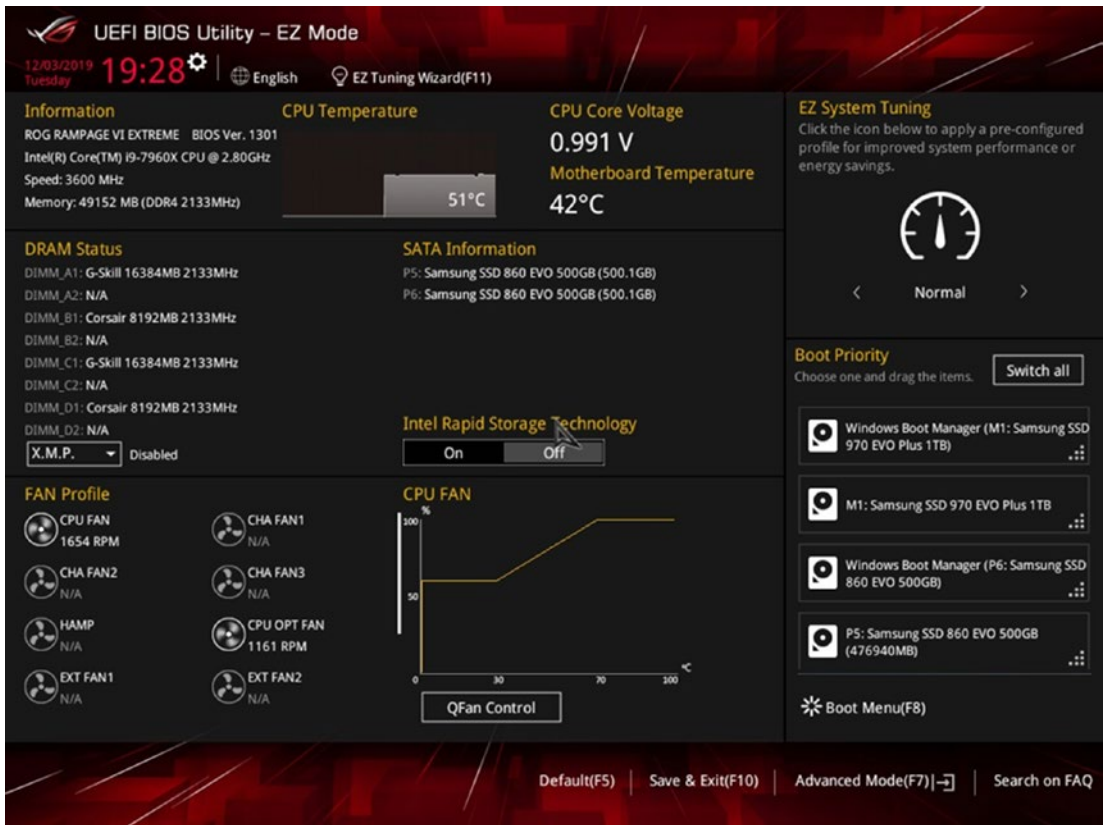 UEFI BIOS Utility – EZ Mode
12/03/2019
Tuesday
19:28
English
EZ Tuning Wizard(F11)
Information
ROG RAMPAGE VI EXTREME BIOS Ver. 1301
Intel(R) Core(TM) i9-7960X CPU @ 2.80GHz
Speed: 3600 MHz
Memory: 49152 MB (DDR4 2133MHz)
CPU Temperature
51°C
CPU Core Voltage
0.991 V
Motherboard Temperature
42°C
EZ System Tuning
Click the icon below to apply a pre-configured
profile for improved system performance or
energy savings.
Normal
DRAM Status
DIMM_A1: G-Skill 16384MB 2133MHz
DIMM_A2: N/A
DIMM_B1: Corsair 8192MB 2133MHz
DIMM_B2: N/A
DIMM_C1: G-Skill 16384MB 2133MHz
DIMM_C2: N/A
DIMM_D1: Corsair 8192MB 2133MHz
DIMM_D2: N/A
X.M.P. Disabled
SATA Information
P5: Samsung SSD 860 EVO 500GB (500.1GB)
P6: Samsung SSD 860 EVO 500GB (500.1GB)
Intel Rapid Storage Technology
On Off
Boot Priority
Choose one and drag the items.
Switch all
Windows Boot Manager (M1: Samsung SSD
970 EVO Plus 1TB)
M1: Samsung SSD 970 EVO Plus 1TB
Windows Boot Manager (P6: Samsung SSD
860 EVO 500GB)
P5: Samsung SSD 860 EVO 500GB
(476940MB)
Boot Menu(F8)
FAN Profile
CPU FAN
1654 RPM
CHA FAN1
N/A
CHA FAN2
N/A
CHA FAN3
N/A
HAMP
N/A
CPU OPT FAN
1161 RPM
EXT FAN1
N/A
EXT FAN2
N/A
CPU FAN
%
100
50
0 30 70 100
°C
QFan Control
Default(F5)
Save & Exit(F10)
Advanced Mode(F7)
Search on FAQ